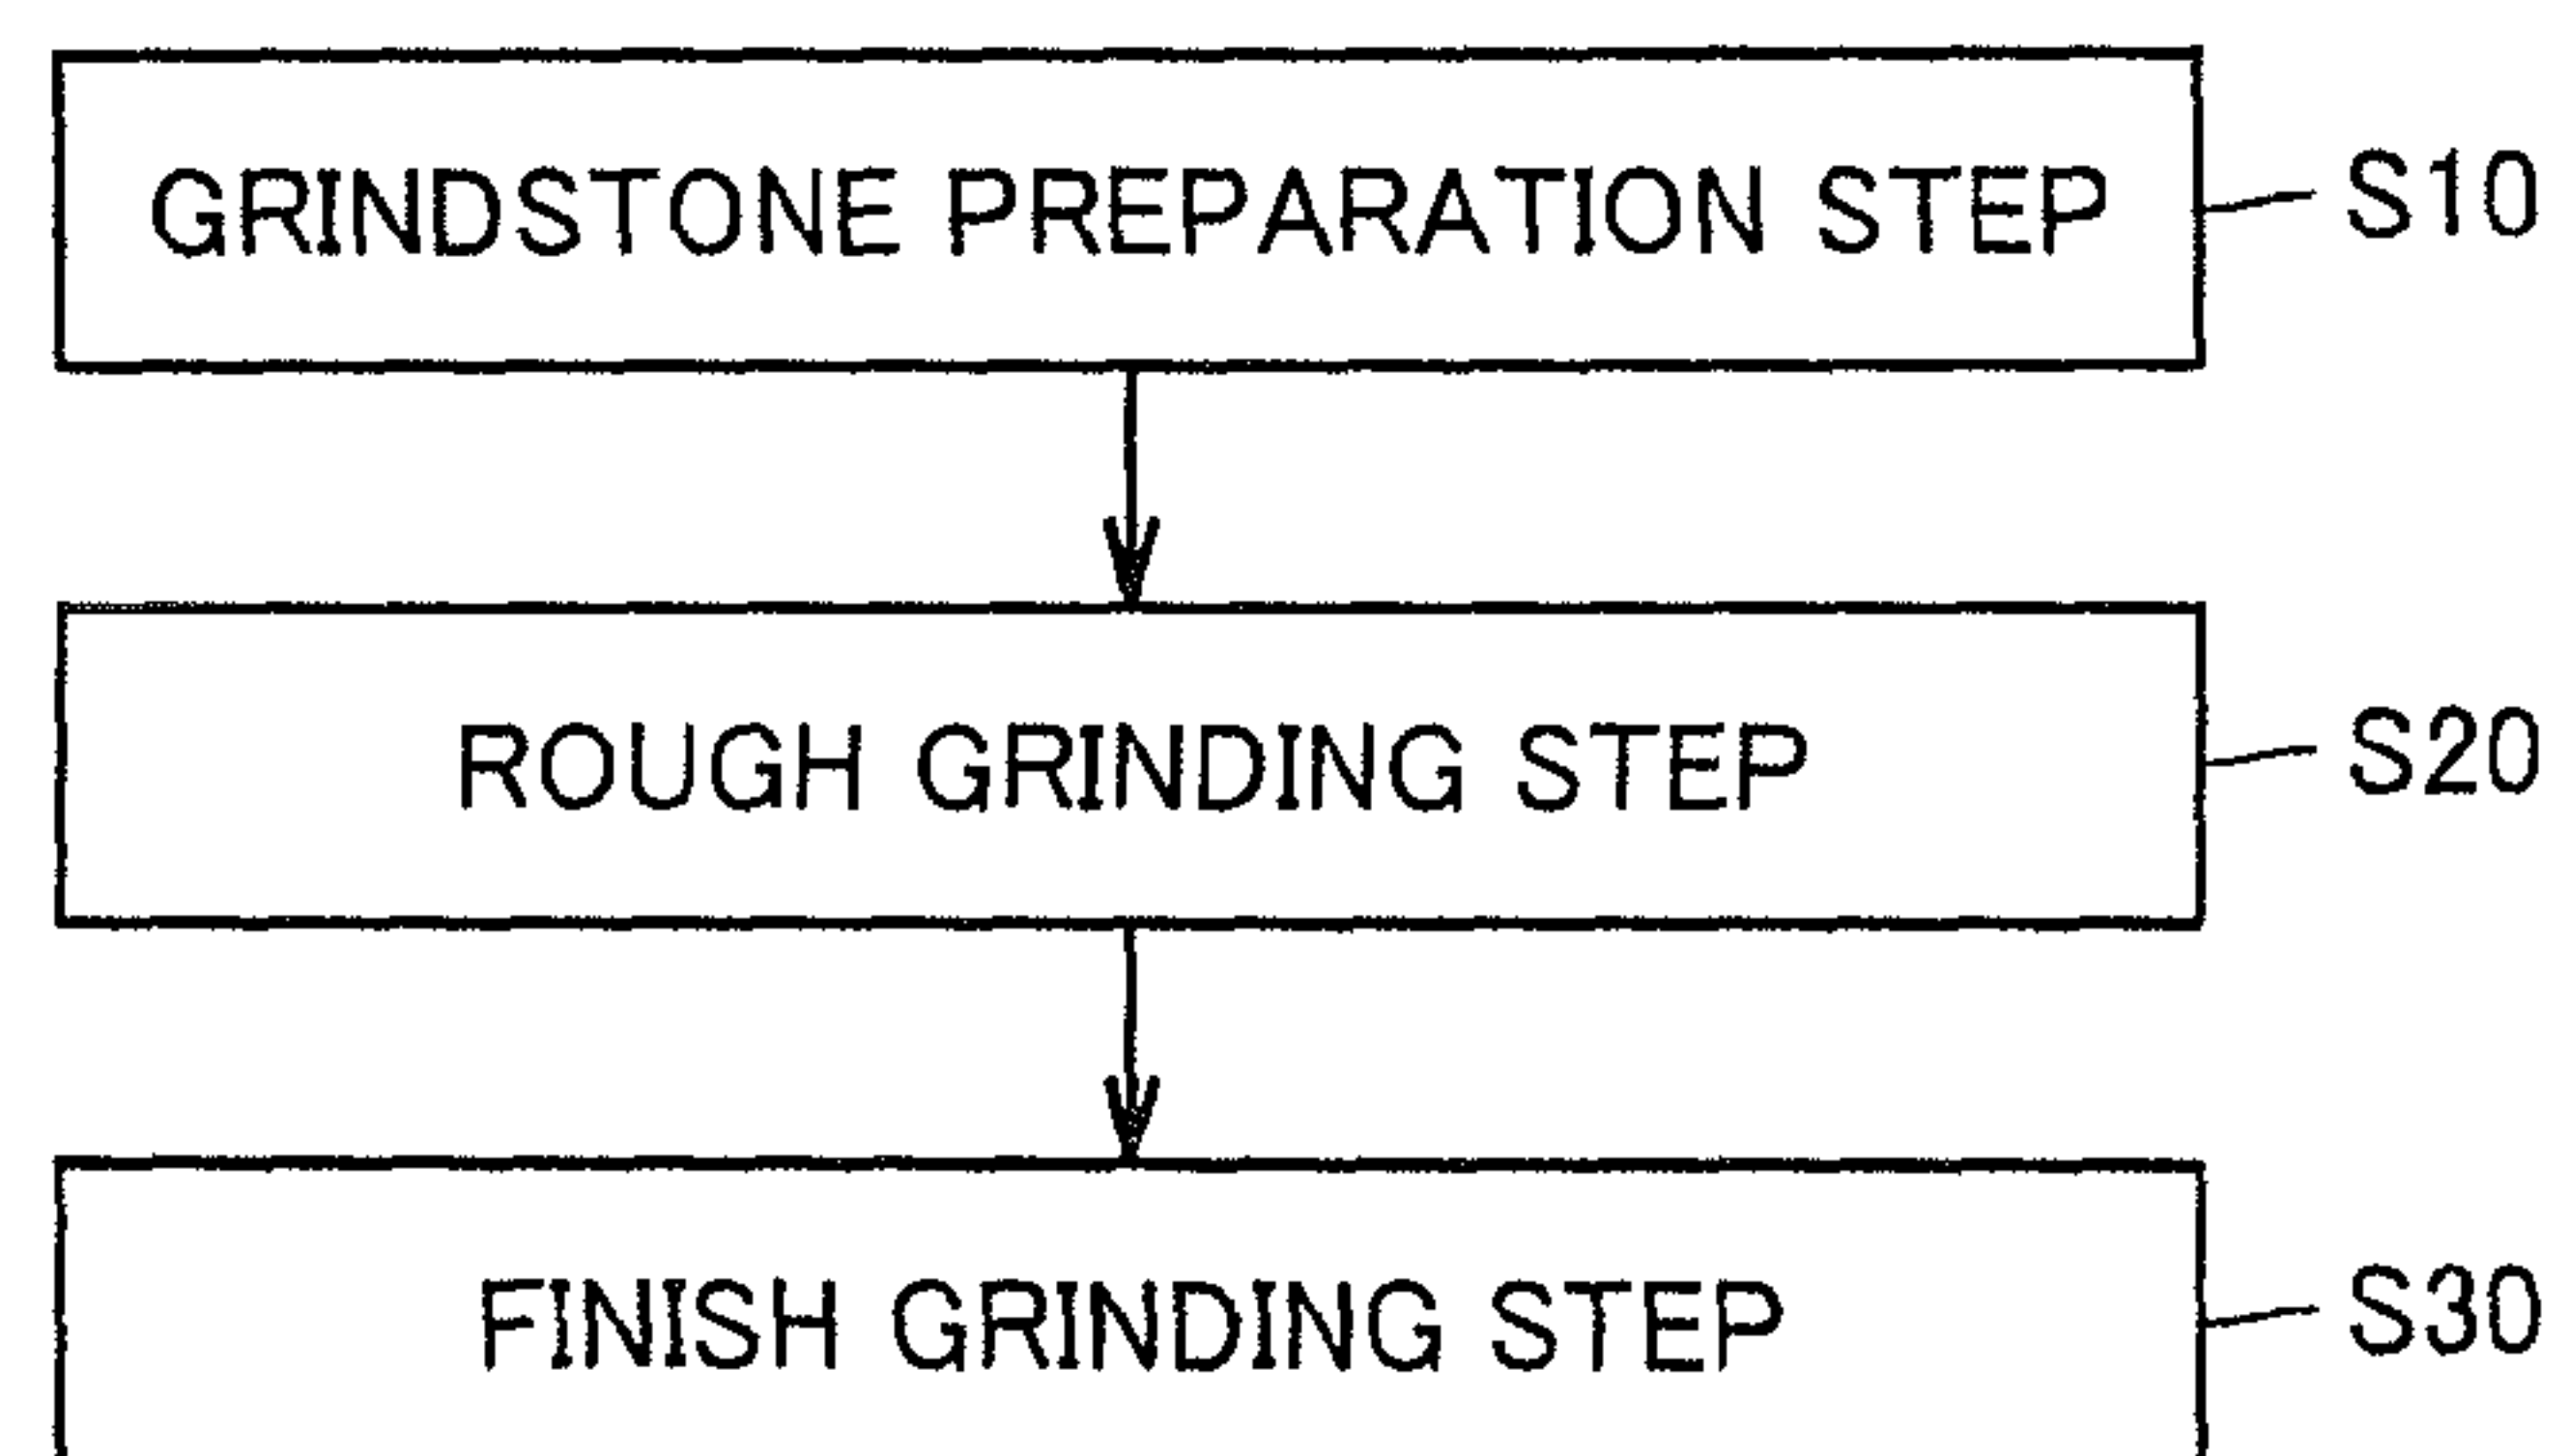 GRINDSTONE PREPARATION STEP S10
ROUGH GRINDING STEP S20
FINISH GRINDING STEP S30